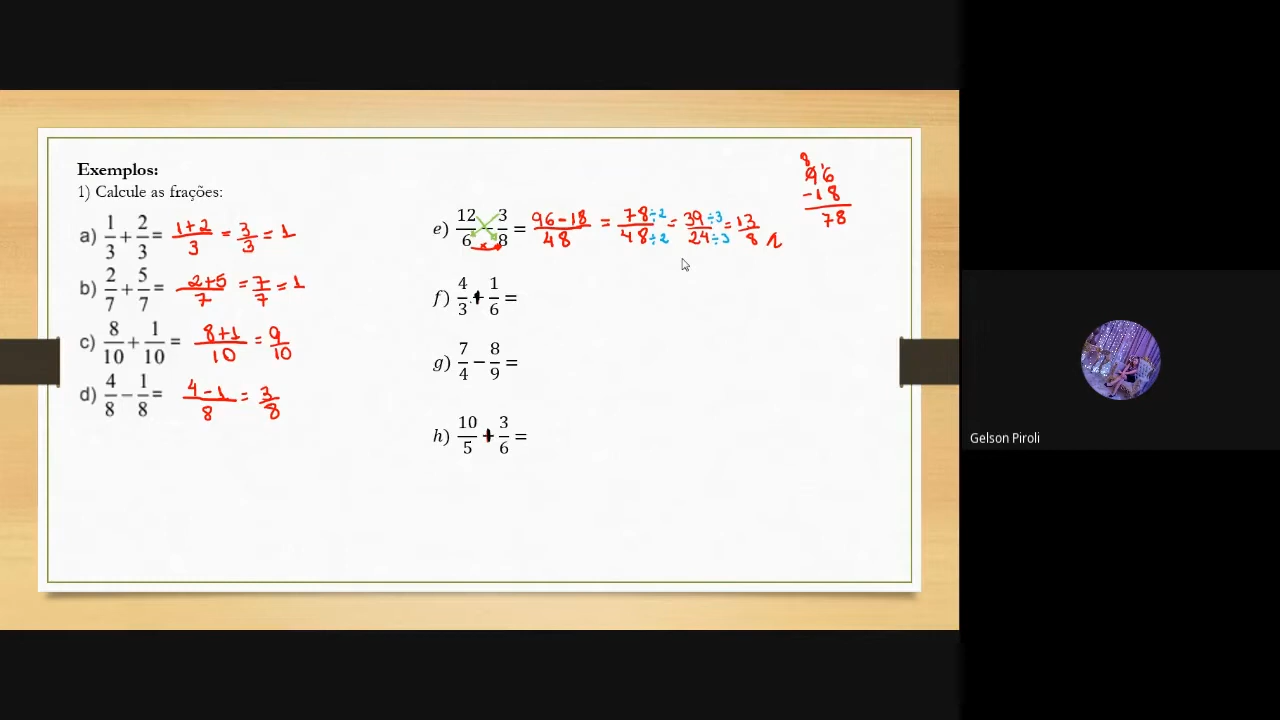 Exemplos:
1) Calcule as frações:
a) 1/3 + 2/3 = 1+2/3 = 3/3 = 1
b) 2/7 + 5/7 = 2+5/7 = 7/7 = 1
c) 8/10 + 1/10 = 8+1/10 = 9/10
d) 4/8 − 1/8 = 4−1/8 = 3/8
e) 12/6 − 3/8 = 96−18/48 = 78÷2/48÷2 = 39÷3/24÷3 = 13/8
f) 4/3 + 1/6 =
g) 7/4 − 8/9 =
h) 10/5 + 3/6 =
8 1
96
−18
78
Gelson Piroli